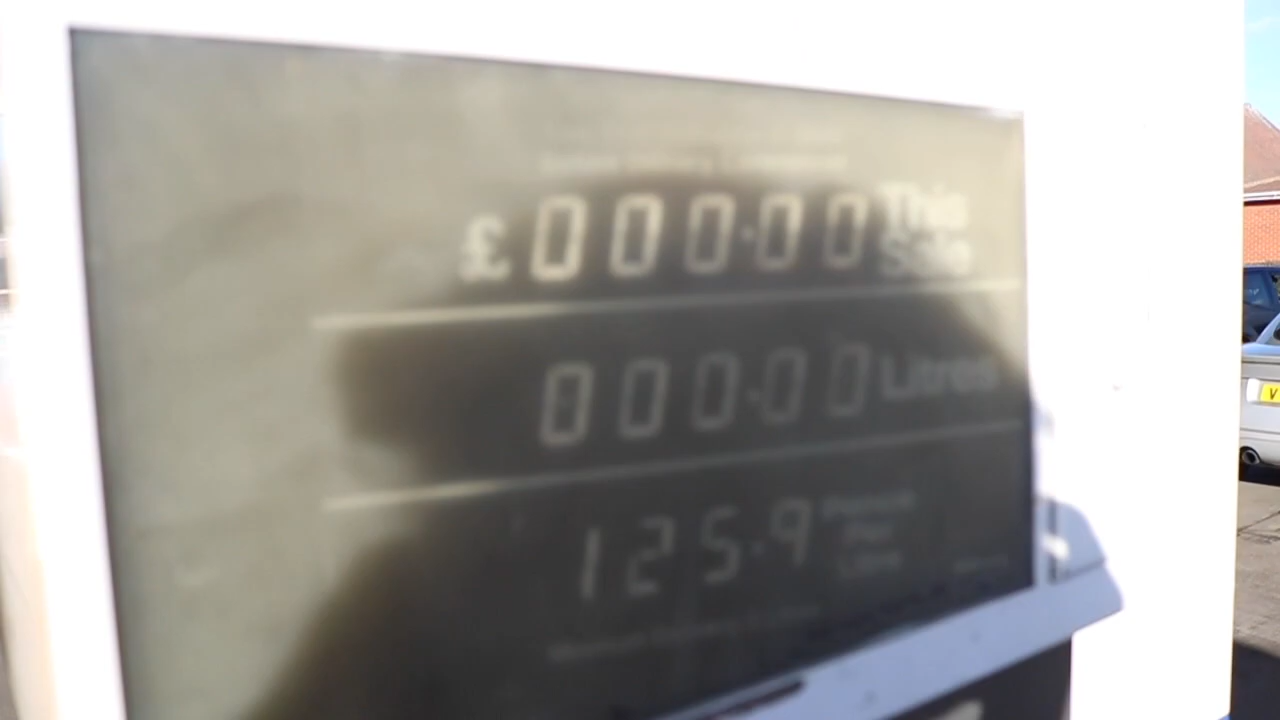 £ 000.00 This Sale
000.00 Litres
125.9 Pence Per Litre
V